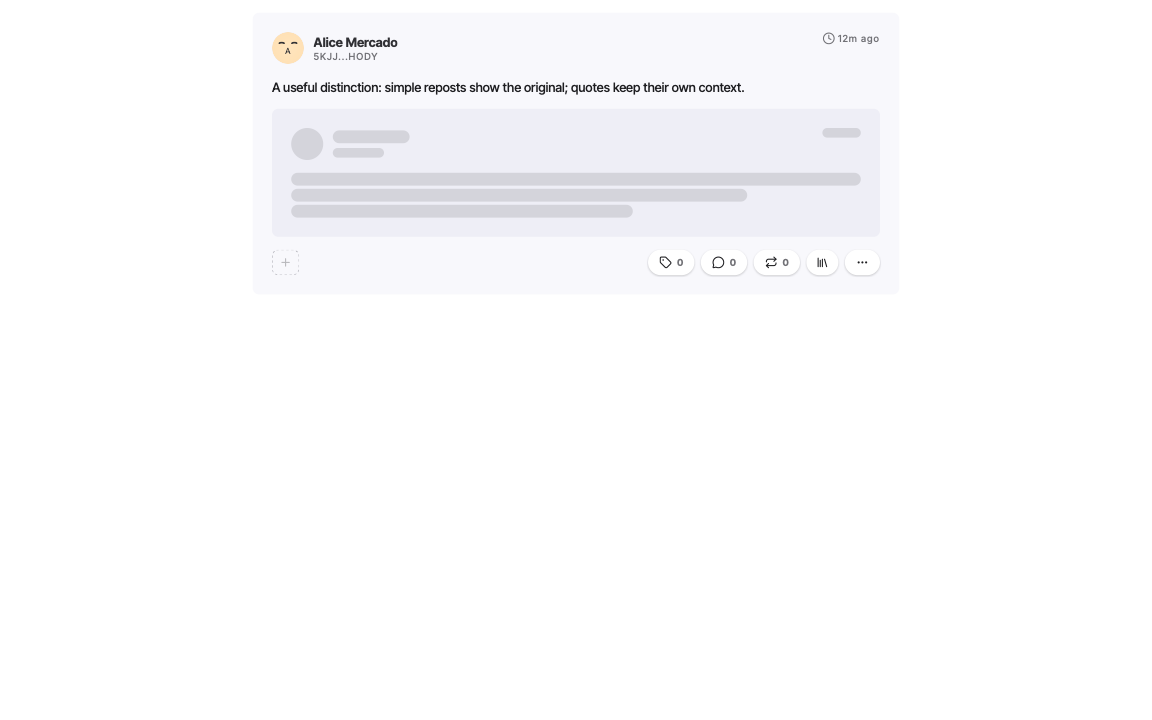 A
Alice Mercado
5KJJ...HODY
12m ago
A useful distinction: simple reposts show the original; quotes keep their own context.
0
0
0